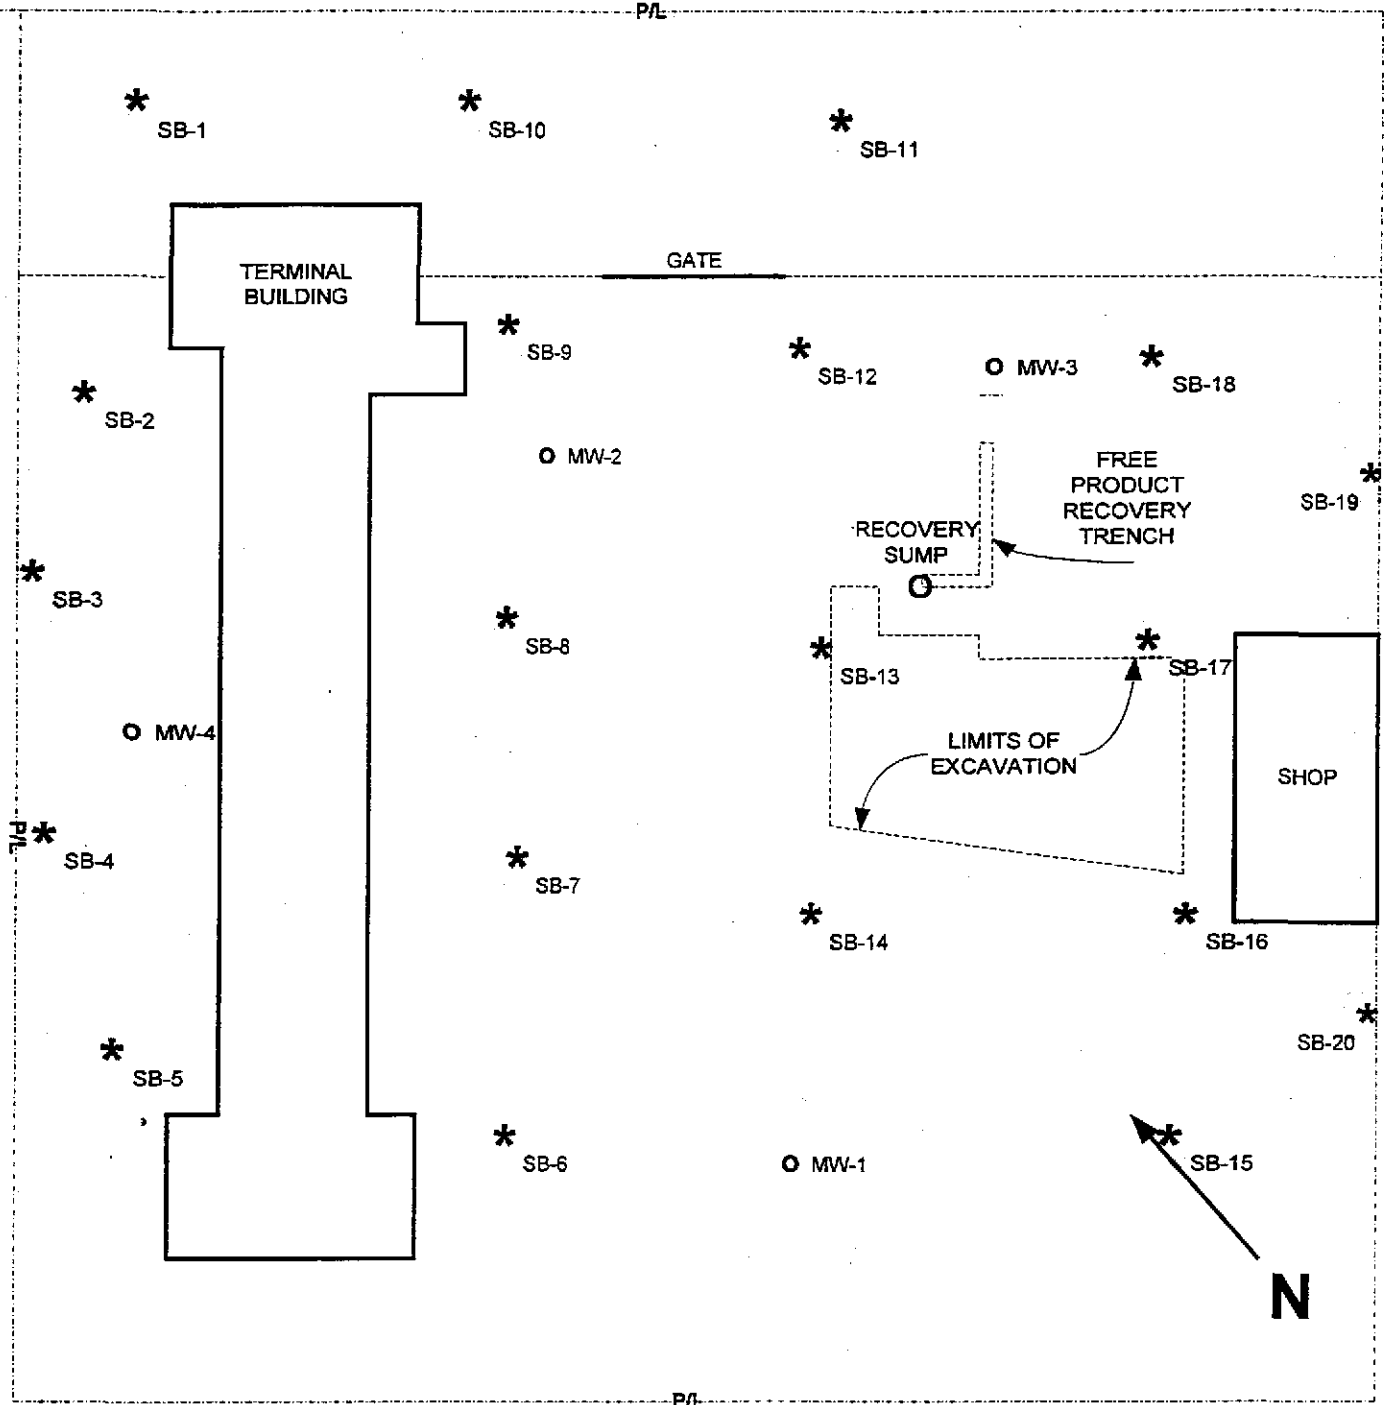 P/L
SB-1
SB-10
SB-11
GATE
TERMINAL
BUILDING
SB-9
SB-12
MW-3
SB-18
SB-2
MW-2
FREE
PRODUCT
RECOVERY
TRENCH
SB-19
RECOVERY
SUMP
SB-3
SB-8
SB-13
SB-17
MW-4
LIMITS OF
EXCAVATION
SHOP
P/L
SB-4
SB-7
SB-14
SB-16
SB-20
SB-5
SB-6
MW-1
SB-15
N
P/L